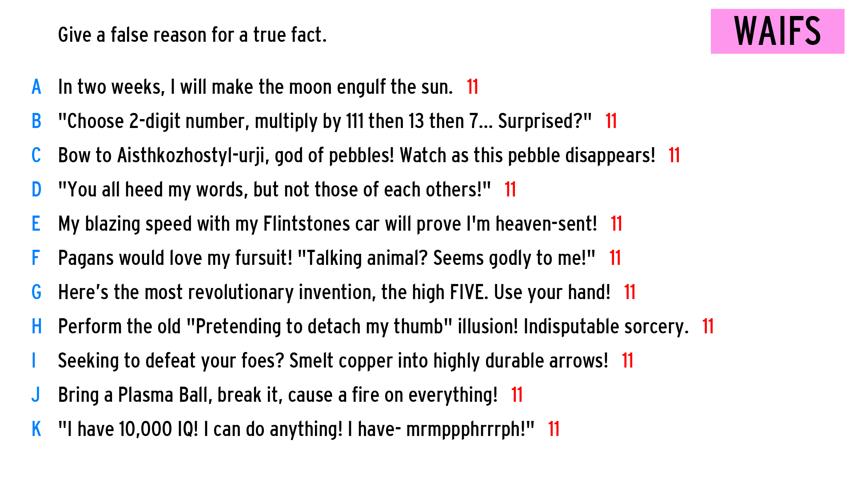 Give a false reason for a true fact.
WAIFS
A In two weeks, I will make the moon engulf the sun. 11
B "Choose 2-digit number, multiply by 111 then 13 then 7... Surprised?" 11
C Bow to Aisthkozhostyl-urji, god of pebbles! Watch as this pebble disappears! 11
D "You all heed my words, but not those of each others!" 11
E My blazing speed with my Flintstones car will prove I'm heaven-sent! 11
F Pagans would love my fursuit! "Talking animal? Seems godly to me!" 11
G Here's the most revolutionary invention, the high FIVE. Use your hand! 11
H Perform the old "Pretending to detach my thumb" illusion! Indisputable sorcery. 11
I Seeking to defeat your foes? Smelt copper into highly durable arrows! 11
J Bring a Plasma Ball, break it, cause a fire on everything! 11
K "I have 10,000 IQ! I can do anything! I have- mrmppphrrrph!" 11